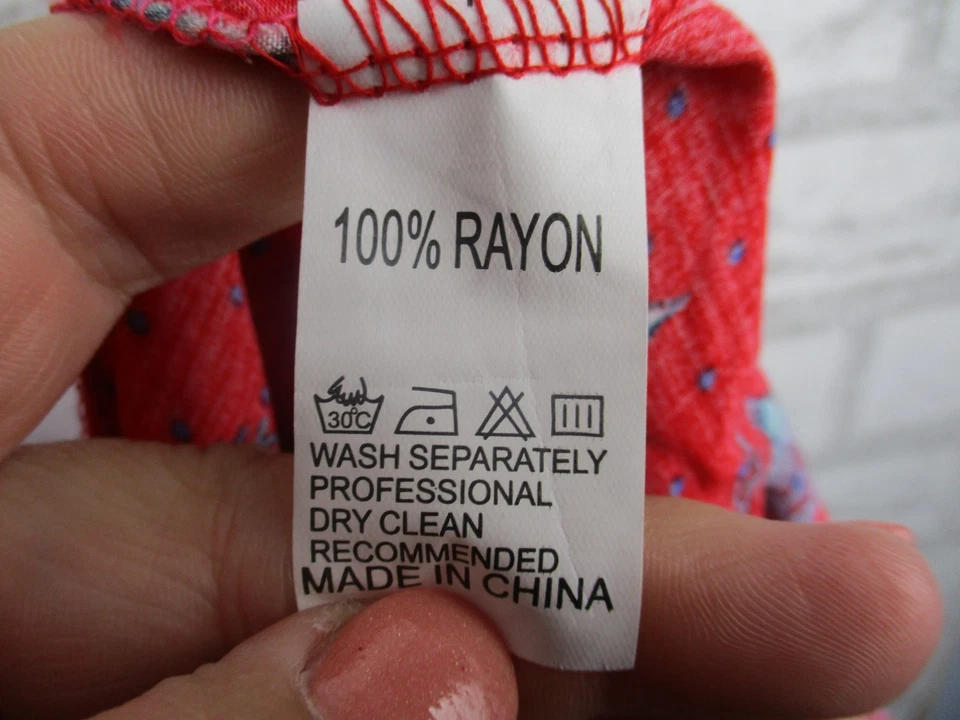 100% RAYON
30°C
WASH SEPARATELY
PROFESSIONAL
DRY CLEAN
RECOMMENDED
MADE IN CHINA